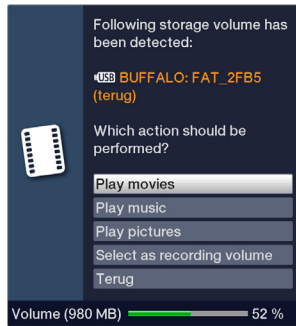 Following storage volume has
been detected:
USB BUFFALO: FAT_2FB5
(terug)
Which action should be
performed?
Play movies
Play music
Play pictures
Select as recording volume
Terug
Volume (980 MB) 52 %